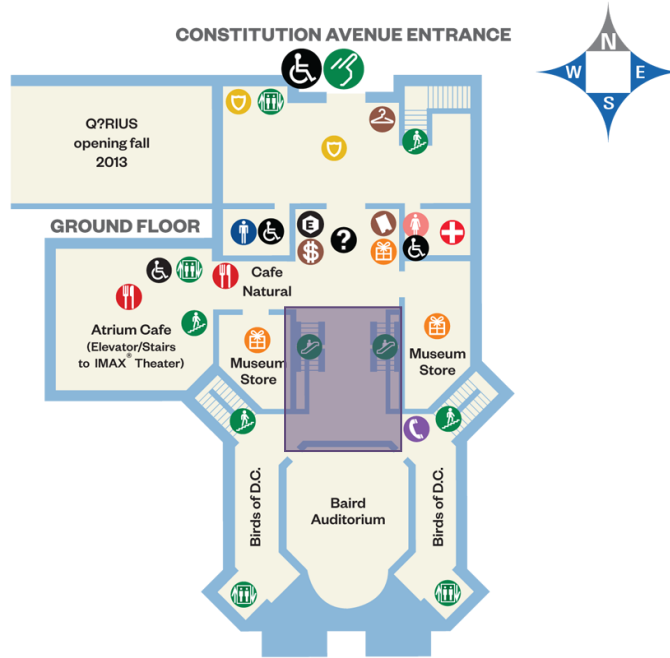 CONSTITUTION AVENUE ENTRANCE
N
W E
S
Q?RIUS
opening fall
2013
GROUND FLOOR
E
$
?
Cafe
Natural
Atrium Cafe
(Elevator/Stairs
to IMAX® Theater)
Museum
Store
Museum
Store
Birds of D.C.
Baird
Auditorium
Birds of D.C.